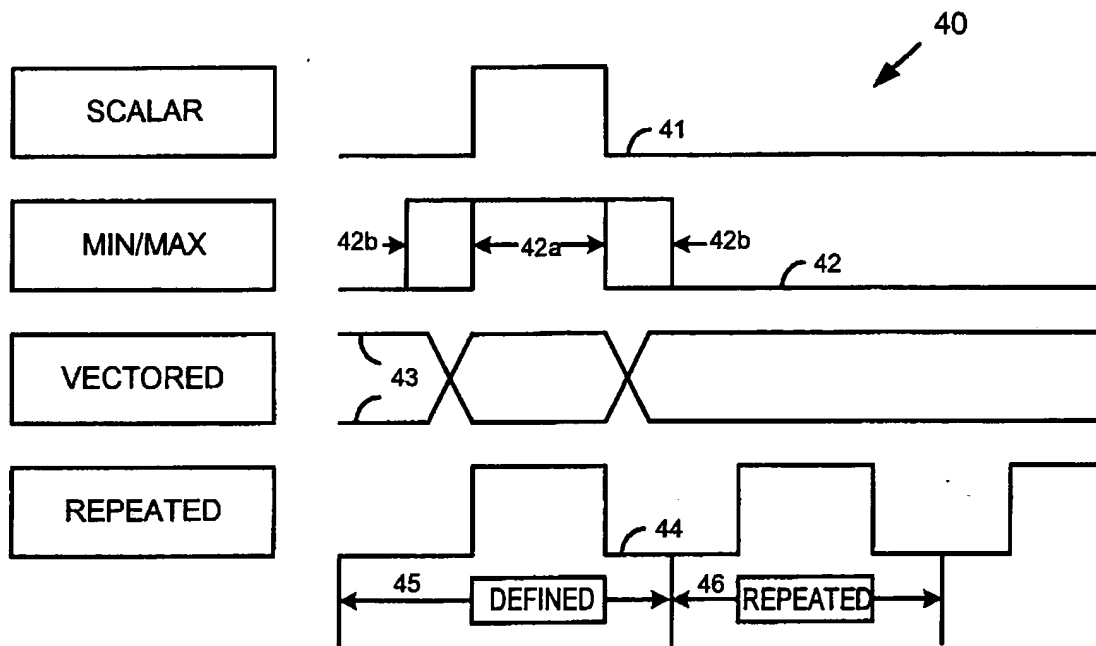 40
SCALAR
41
MIN/MAX
42b
42a
42b
42
VECTORED
43
REPEATED
44
45
DEFINED
46
REPEATED